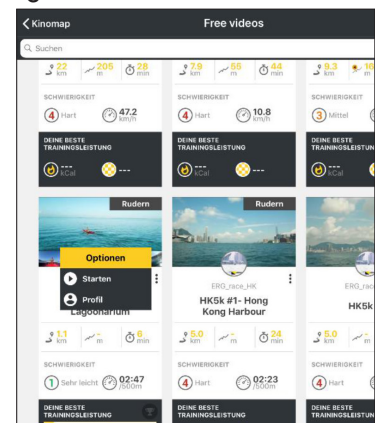 Kinomap
Free videos
Suchen
22 km 205 m 28 min
7.9 km 55 m 44 min
9.3 km
SCHWIERIGKEIT
4 Hart 47.2 km/h
SCHWIERIGKEIT
4 Hart 10.8 km/h
SCHWIERIGKEIT
3 Mittel
DEINE BESTE
TRAININGSLEISTUNG
--- kCal ---
DEINE BESTE
TRAININGSLEISTUNG
--- kCal ---
DEINE BESTE
TRAININGSLEISTUN
--- kCal
Rudern
Optionen
Starten
Profil
Lagoonarium
Rudern
ERG_race_HK
HK5k #1- Hong
Kong Harbour
ERG_rac
HK5k
1.1 km - m 6 min
5.0 km - m 24 min
5.0 km - m
SCHWIERIGKEIT
1 Sehr leicht 02:47 /500m
SCHWIERIGKEIT
4 Hart 02:23 /500m
SCHWIERIGKEIT
4 Hart
DEINE BESTE
TRAININGSLEISTUNG
DEINE BESTE
TRAININGSLEISTUNG
DEINE BESTE
TRAININGSLEISTUN